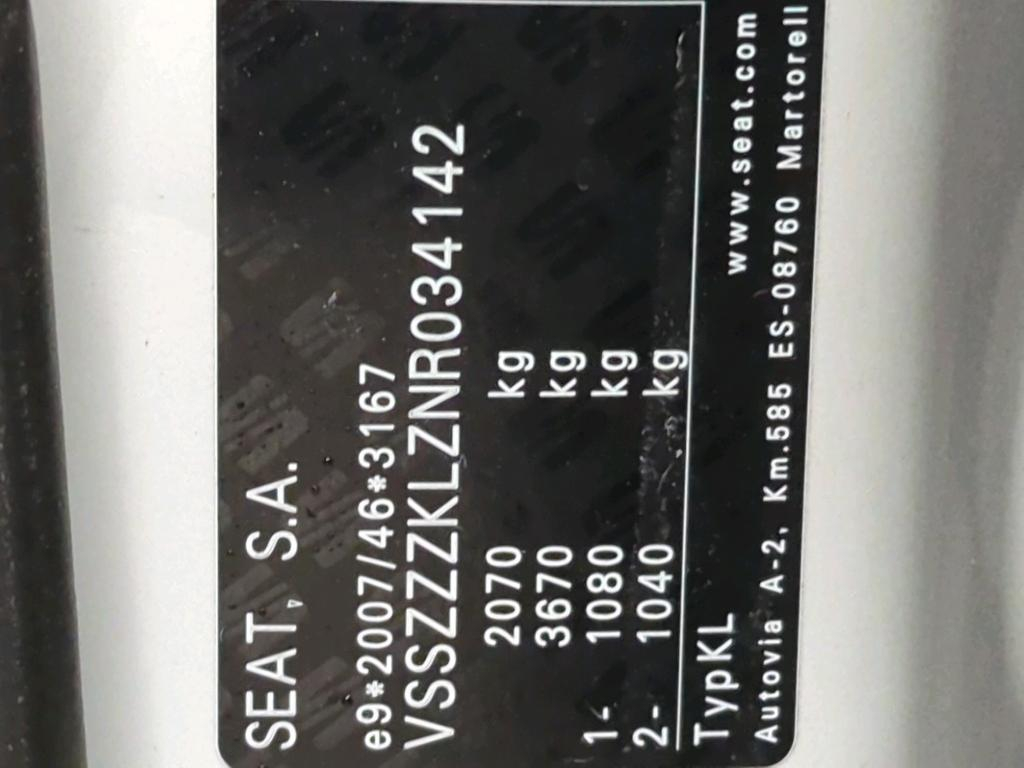 SEAT, S.A.
e9*2007/46*3167
VSSZZZKLZNR034142
2070 kg
3670 kg
1- 1080 kg
2- 1040 kg
TypKL www.seat.com
Autovia A-2, Km.585 ES-08760 Martorell